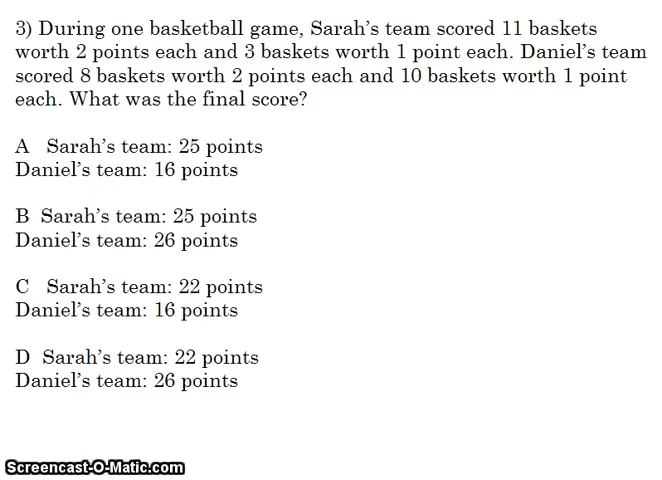 3) During one basketball game, Sarah’s team scored 11 baskets
worth 2 points each and 3 baskets worth 1 point each. Daniel’s team
scored 8 baskets worth 2 points each and 10 baskets worth 1 point
each. What was the final score?
A Sarah’s team: 25 points
Daniel’s team: 16 points
B Sarah’s team: 25 points
Daniel’s team: 26 points
C Sarah’s team: 22 points
Daniel’s team: 16 points
D Sarah’s team: 22 points
Daniel’s team: 26 points
Screencast-O-Matic.com